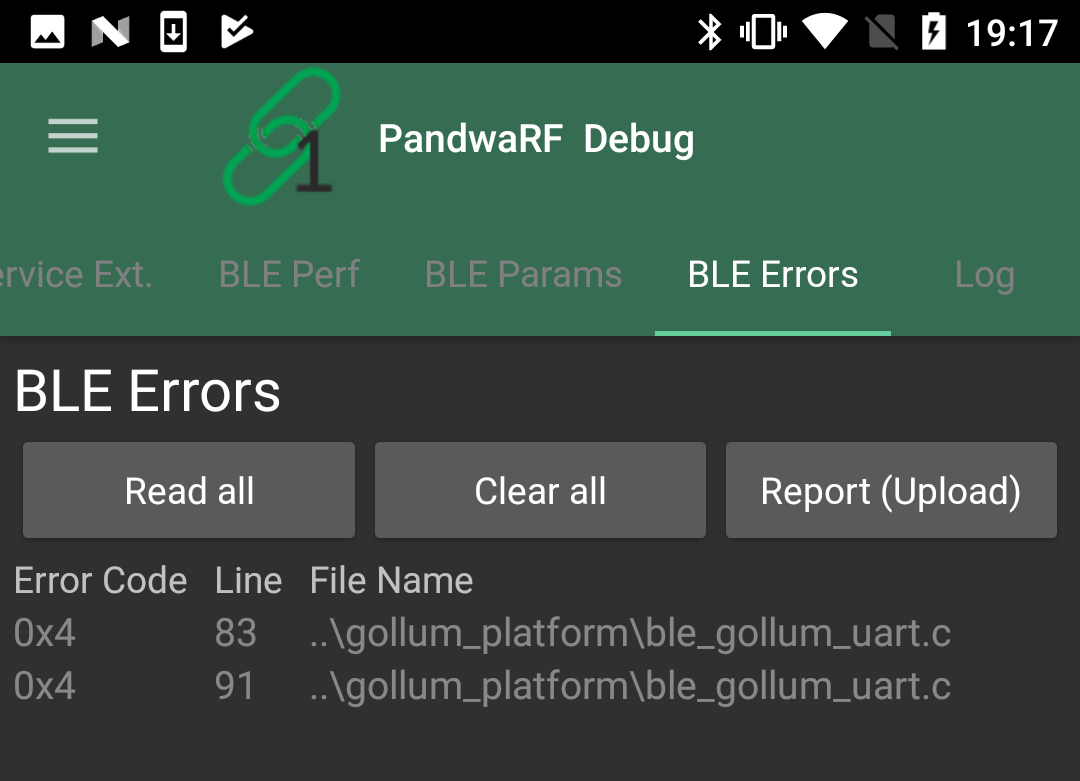 19:17
1
PandwaRF Debug
ervice Ext. BLE Perf BLE Params BLE Errors Log
BLE Errors
Read all Clear all Report (Upload)
Error Code Line File Name
0x4 83 ..\gollum_platform\ble_gollum_uart.c
0x4 91 ..\gollum_platform\ble_gollum_uart.c